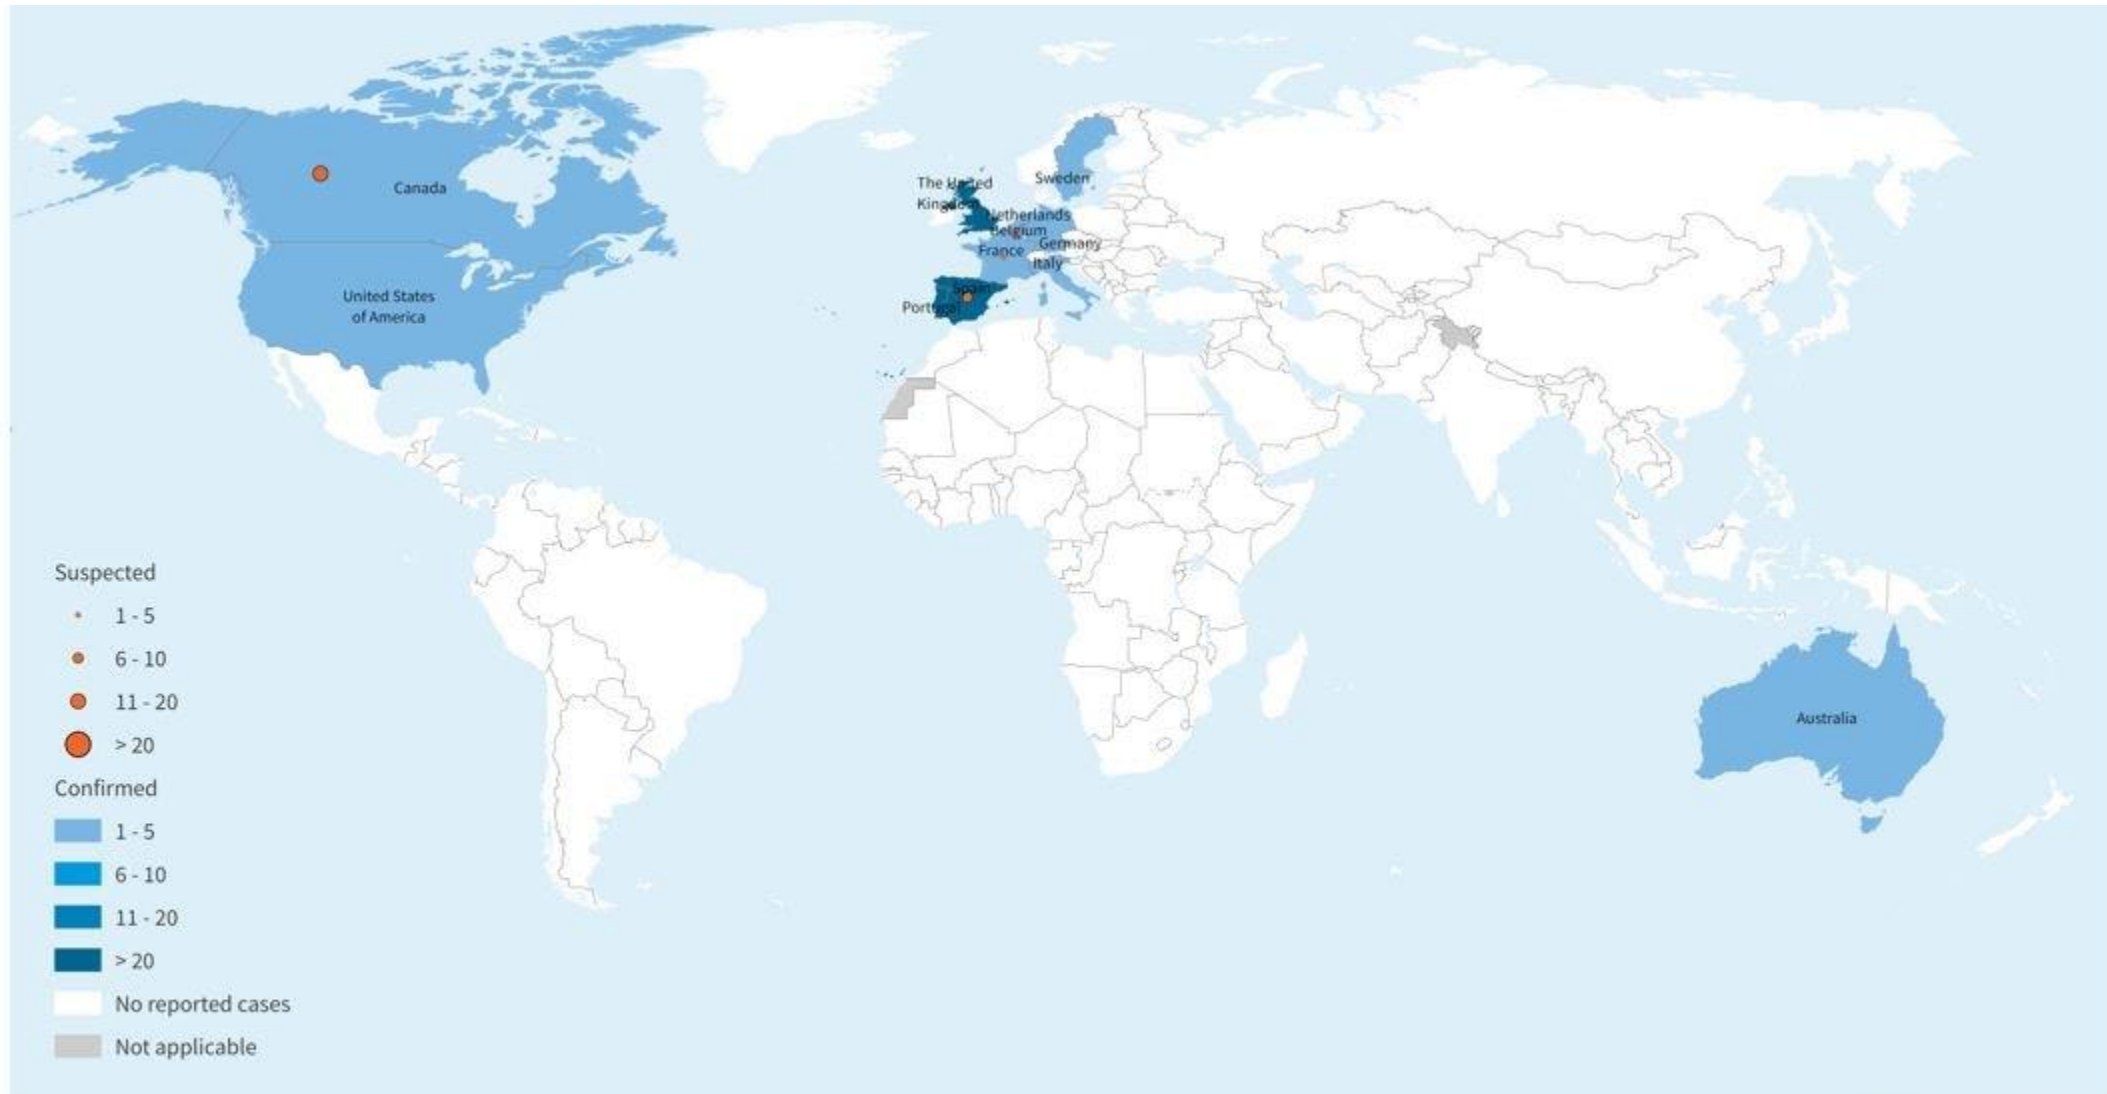 Canada
United States
of America
The United
Kingdom
Sweden
Netherlands
Belgium
Germany
France
Italy
Spain
Portugal
Australia
Suspected
1 - 5
6 - 10
11 - 20
> 20
Confirmed
1 - 5
6 - 10
11 - 20
> 20
No reported cases
Not applicable